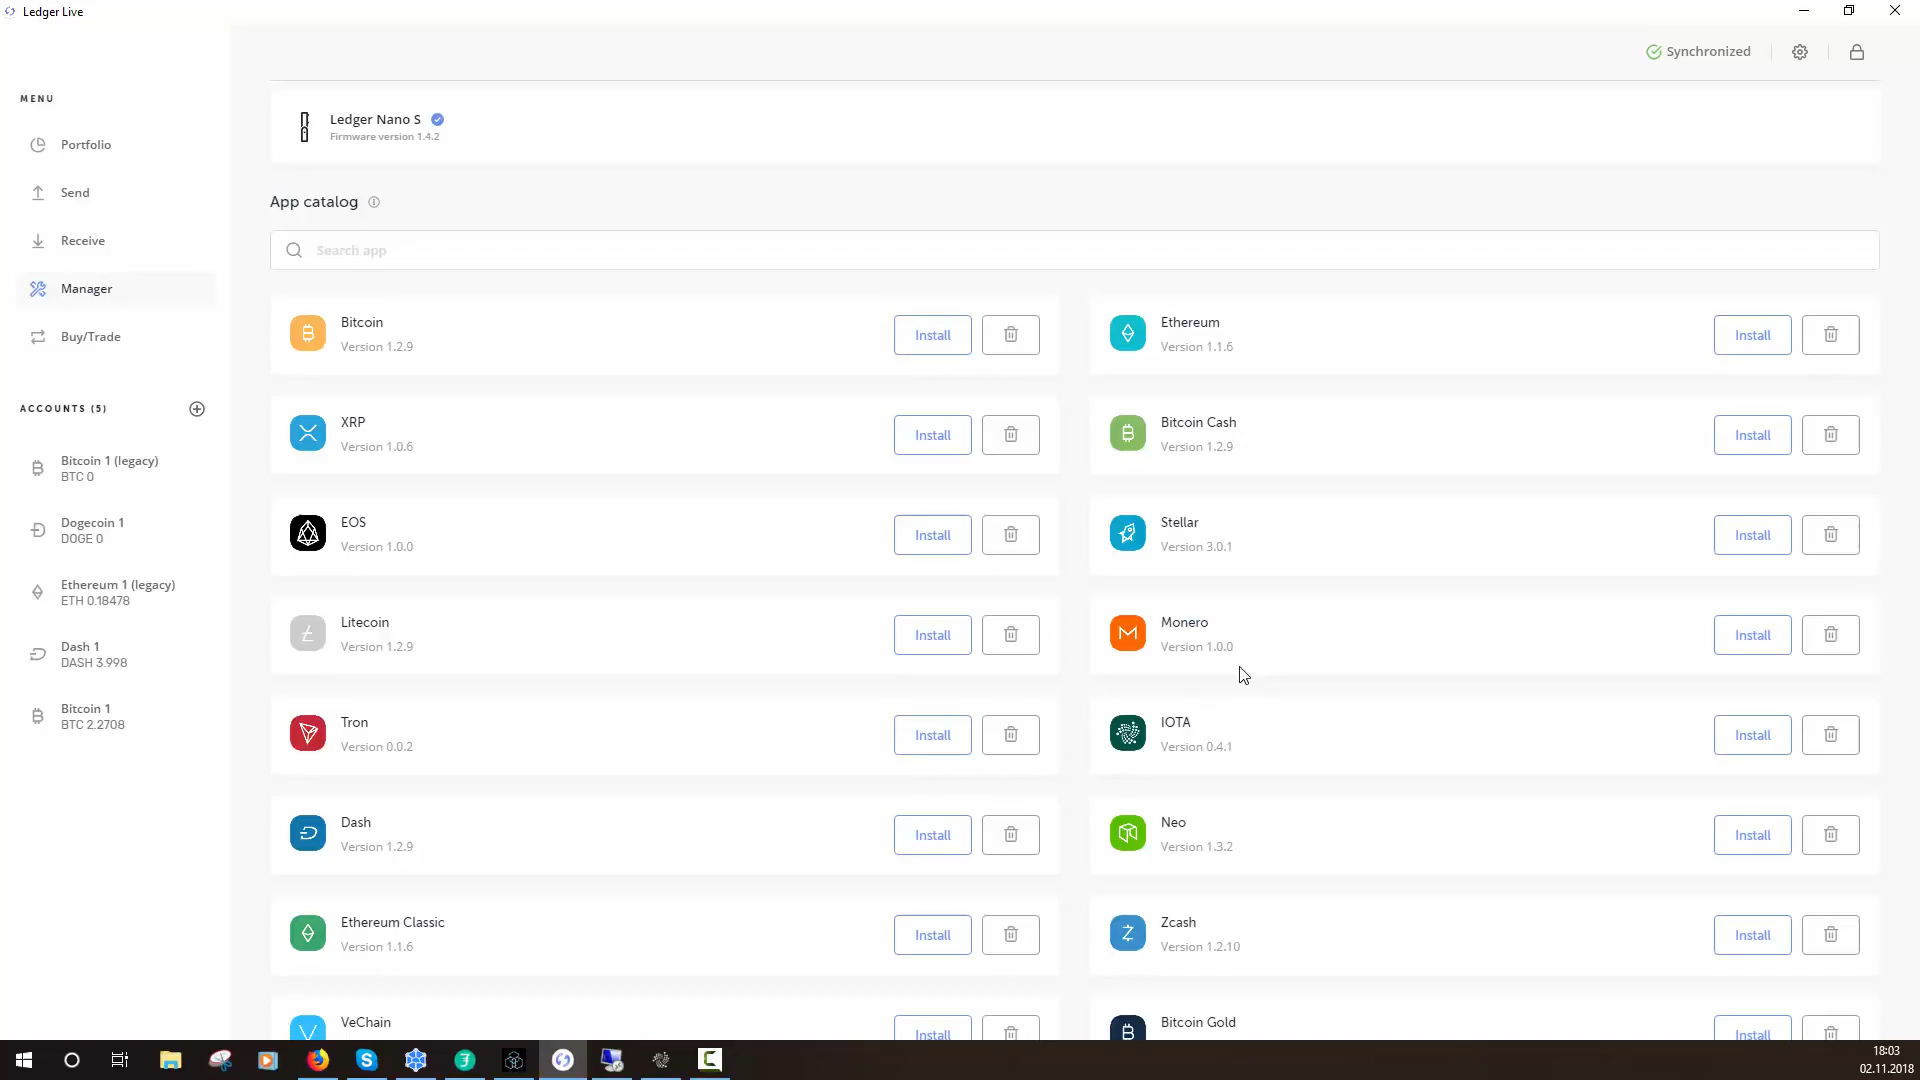 Ledger Live
Synchronized
MENU
Portfolio
Send
Receive
Manager
Buy/Trade
ACCOUNTS (5)
Bitcoin 1 (legacy)
BTC 0
Dogecoin 1
DOGE 0
Ethereum 1 (legacy)
ETH 0.18478
Dash 1
DASH 3.998
Bitcoin 1
BTC 2.2708
Ledger Nano S
Firmware version 1.4.2
App catalog
Search app
Bitcoin
Version 1.2.9
Install
Ethereum
Version 1.1.6
Install
XRP
Version 1.0.6
Install
Bitcoin Cash
Version 1.2.9
Install
EOS
Version 1.0.0
Install
Stellar
Version 3.0.1
Install
Litecoin
Version 1.2.9
Install
Monero
Version 1.0.0
Install
Tron
Version 0.0.2
Install
IOTA
Version 0.4.1
Install
Dash
Version 1.2.9
Install
Neo
Version 1.3.2
Install
Ethereum Classic
Version 1.1.6
Install
Zcash
Version 1.2.10
Install
VeChain
Install
Bitcoin Gold
Install
18:03
02.11.2018